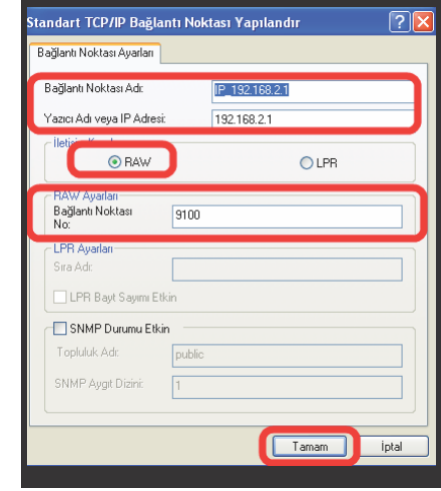 Standart TCP/IP Bağlantı Noktası Yapılandır
Bağlantı Noktası Ayarları
Bağlantı Noktası Adı:
IP_192.168.2.1
Yazıcı Adı veya IP Adresi:
192.168.2.1
RAW
LPR
RAW Ayarları
Bağlantı Noktası
No:
9100
LPR Ayarları
Sıra Adı:
LPR Bayt Sayımı Etkin
SNMP Durumu Etkin
Topluluk Adı:
public
SNMP Aygıt Dizini:
1
Tamam
İptal